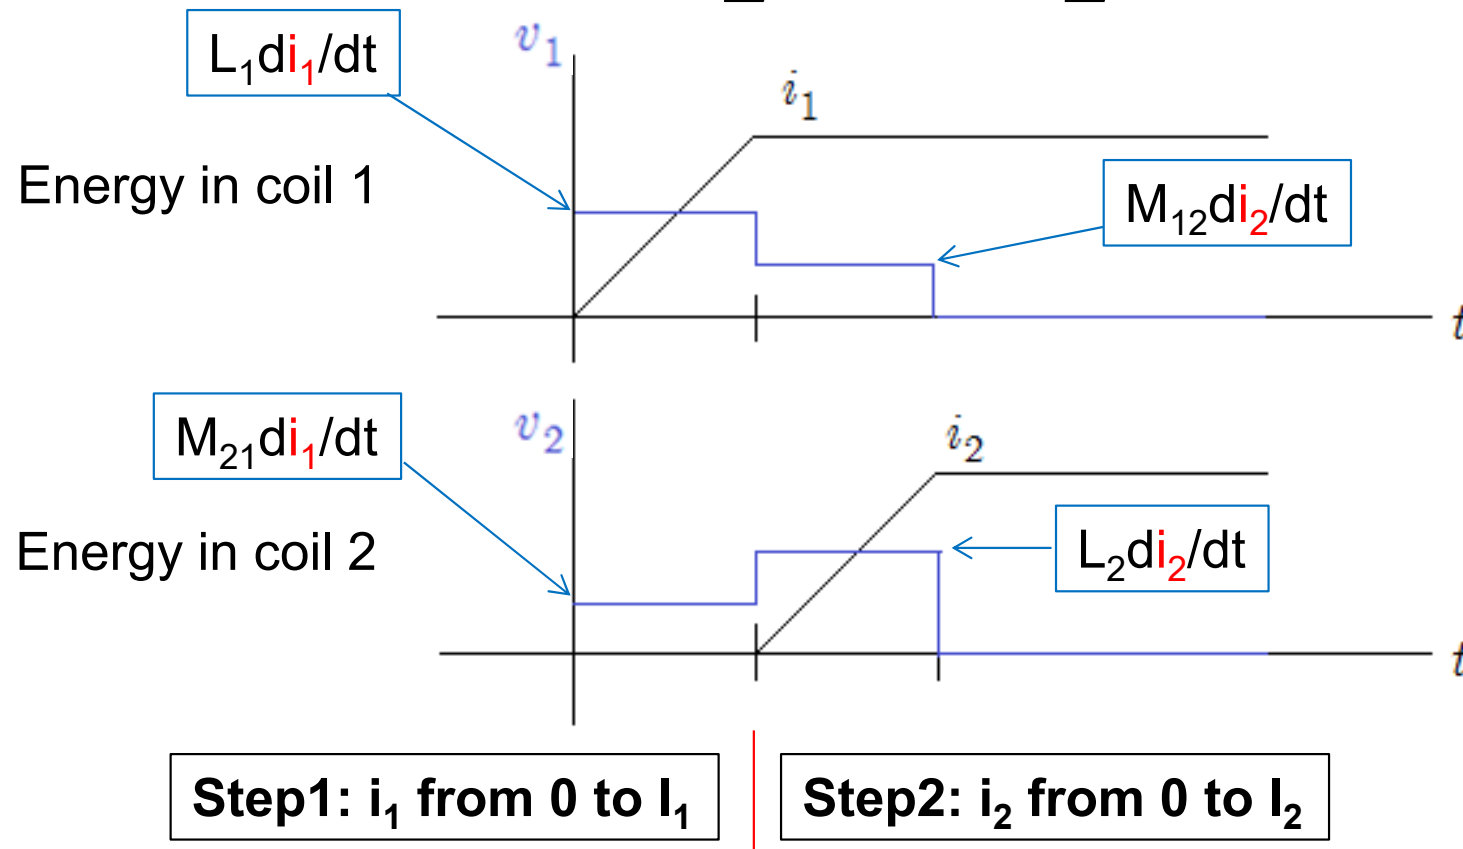 L₁di₁/dt
v₁
i₁
Energy in coil 1
M₁₂di₂/dt
t
M₂₁di₁/dt
v₂
i₂
Energy in coil 2
L₂di₂/dt
t
Step1: i₁ from 0 to I₁
Step2: i₂ from 0 to I₂